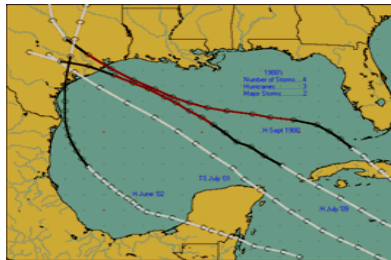 1900's
Number of Storms....4
Hurricanes :3
Major Storms :2
H Sept 1900
TS July '01
H June '02
H July '09